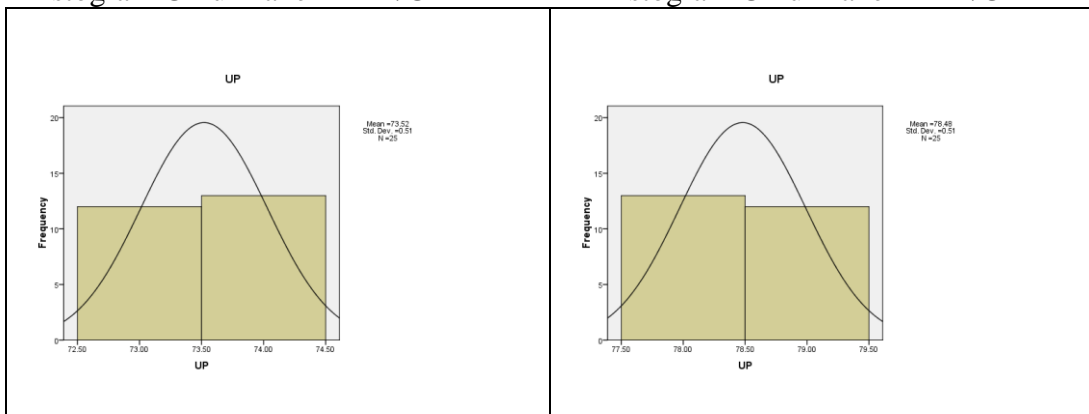 UP
Mean =73.52
Std. Dev. =0.51
N =25
20
15
10
5
0
Frequency
72.50 73.00 73.50 74.00 74.50
UP
UP
Mean =78.48
Std. Dev. =0.51
N =25
20
15
10
5
0
Frequency
77.50 78.00 78.50 79.00 79.50
UP